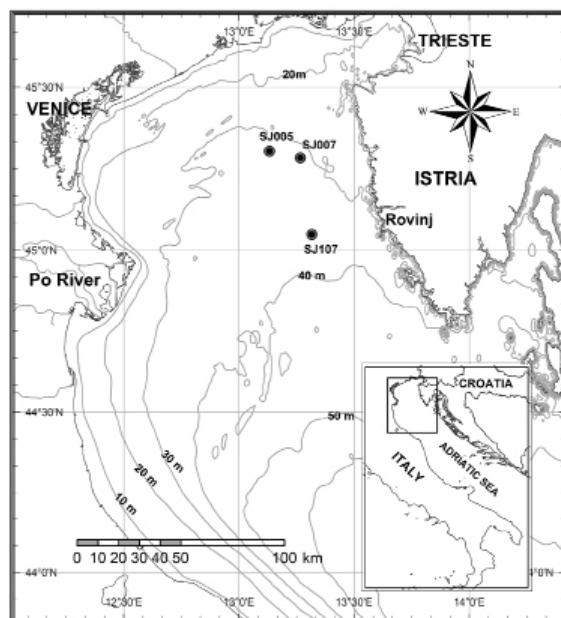 13°0'E
13°30'E
TRIESTE
N
45°30'N
20m
VENICE
W
E
SJ005
SJ007
S
ISTRIA
Rovinj
45°0'N
SJ107
40 m
Po River
CROATIA
44°30'N
50 m
ADRIATIC SEA
ITALY
30 m
20 m
10 m
0 10 20 30 40 50 100 km
44°0'N
12°30'E
13°0'E
13°30'E
14°0'E